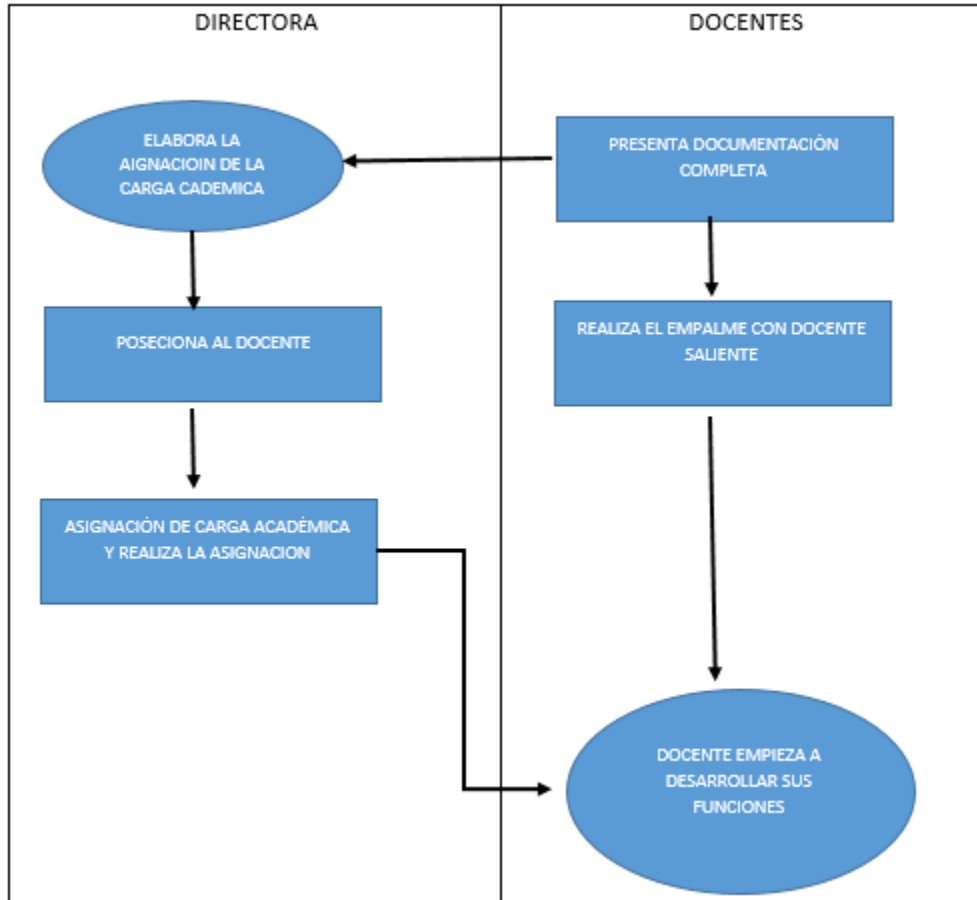 DIRECTORA
DOCENTES
ELABORA LA
AIGNACIOIN DE LA
CARGA CADEMICA
PRESENTA DOCUMENTACIÓN
COMPLETA
POSECIONA AL DOCENTE
REALIZA EL EMPALME CON DOCENTE
SALIENTE
ASIGNACIÓN DE CARGA ACADÉMICA
Y REALIZA LA ASIGNACION
DOCENTE EMPIEZA A
DESARROLLAR SUS
FUNCIONES